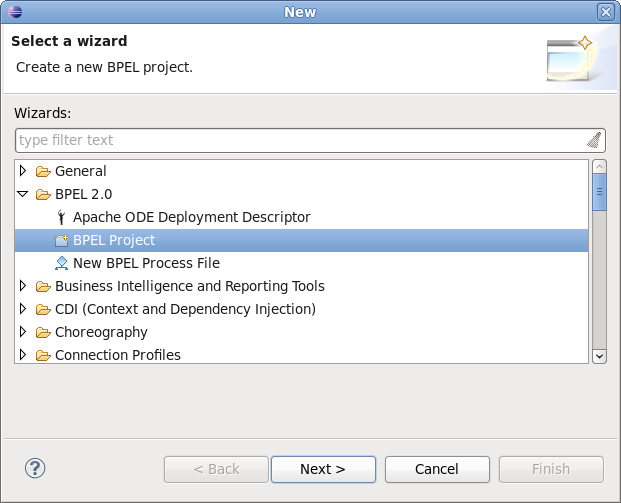 New
Select a wizard
Create a new BPEL project.
Wizards:
type filter text
General
BPEL 2.0
Apache ODE Deployment Descriptor
BPEL Project
New BPEL Process File
Business Intelligence and Reporting Tools
CDI (Context and Dependency Injection)
Choreography
Connection Profiles
? < Back Next > Cancel Finish